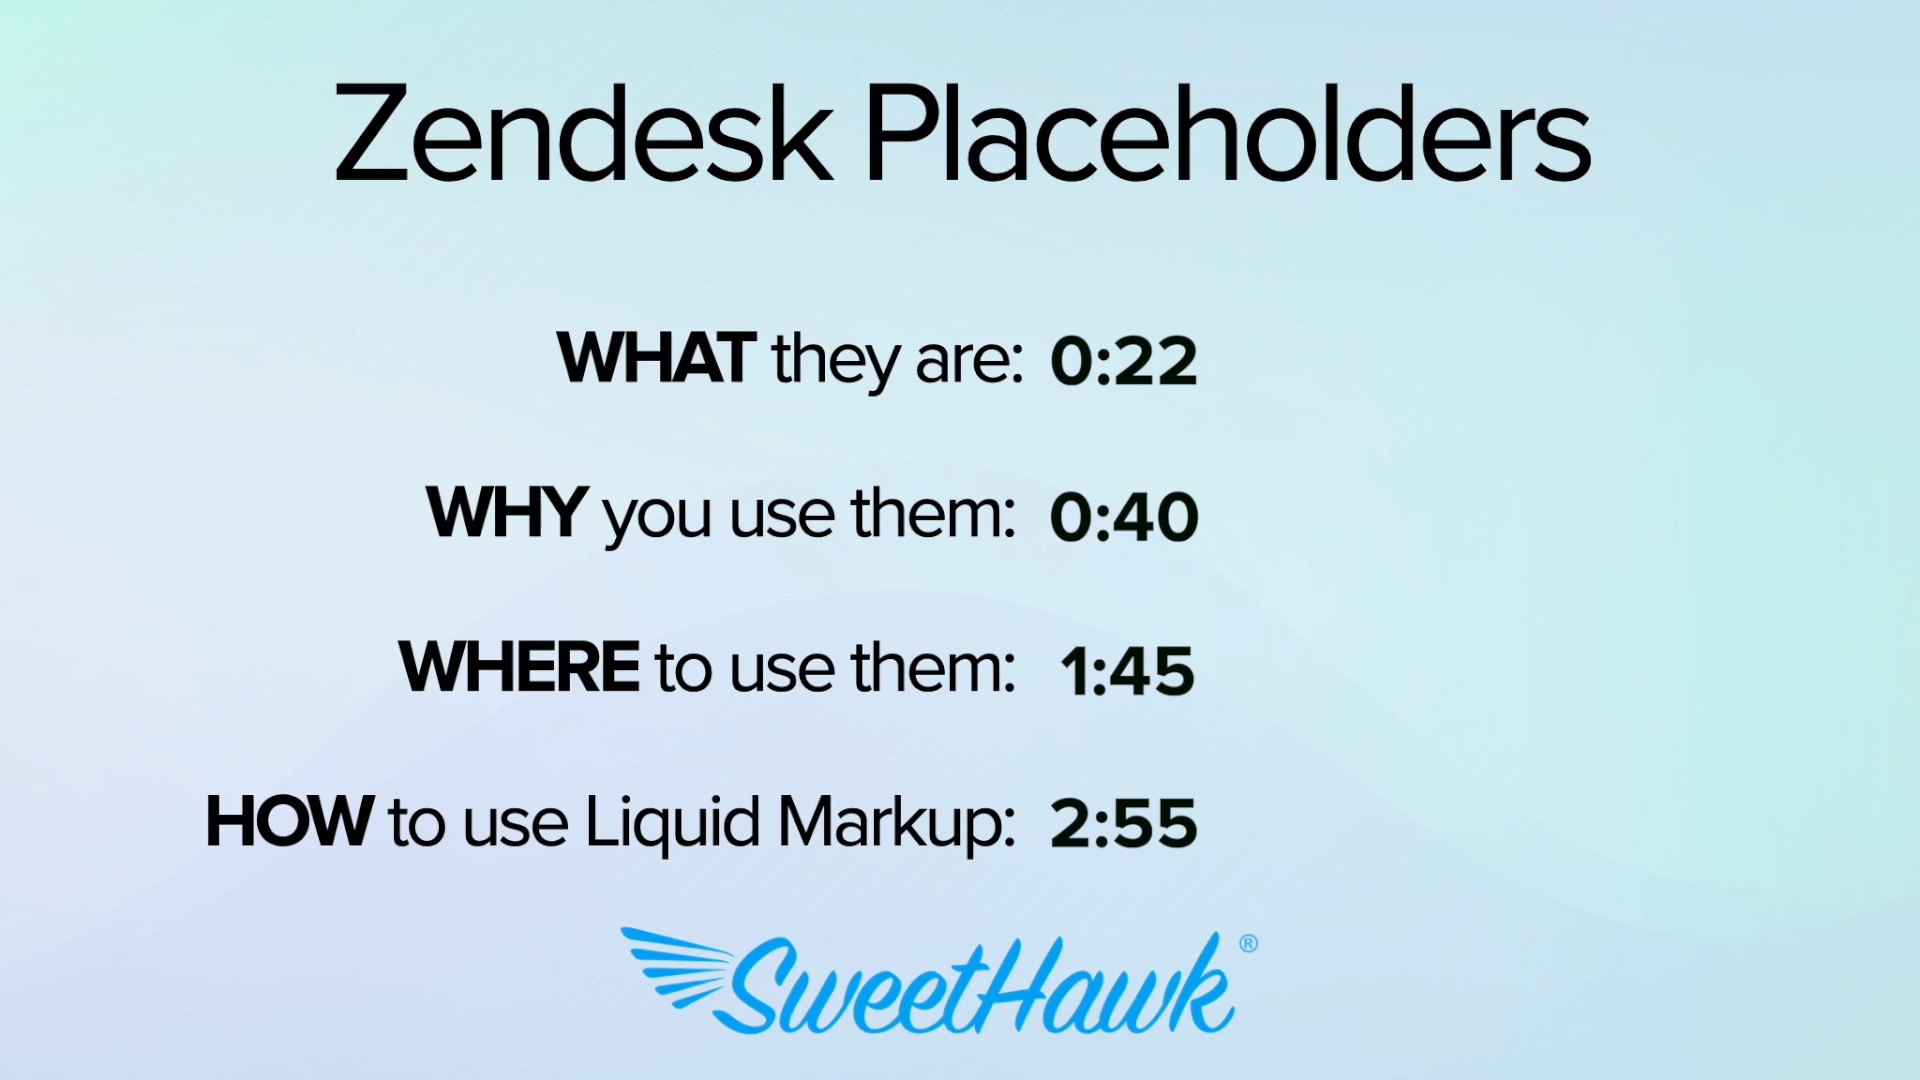 Zendesk Placeholders
WHAT they are: 0:22
WHY you use them: 0:40
WHERE to use them: 1:45
HOW to use Liquid Markup: 2:55
SweetHawk®